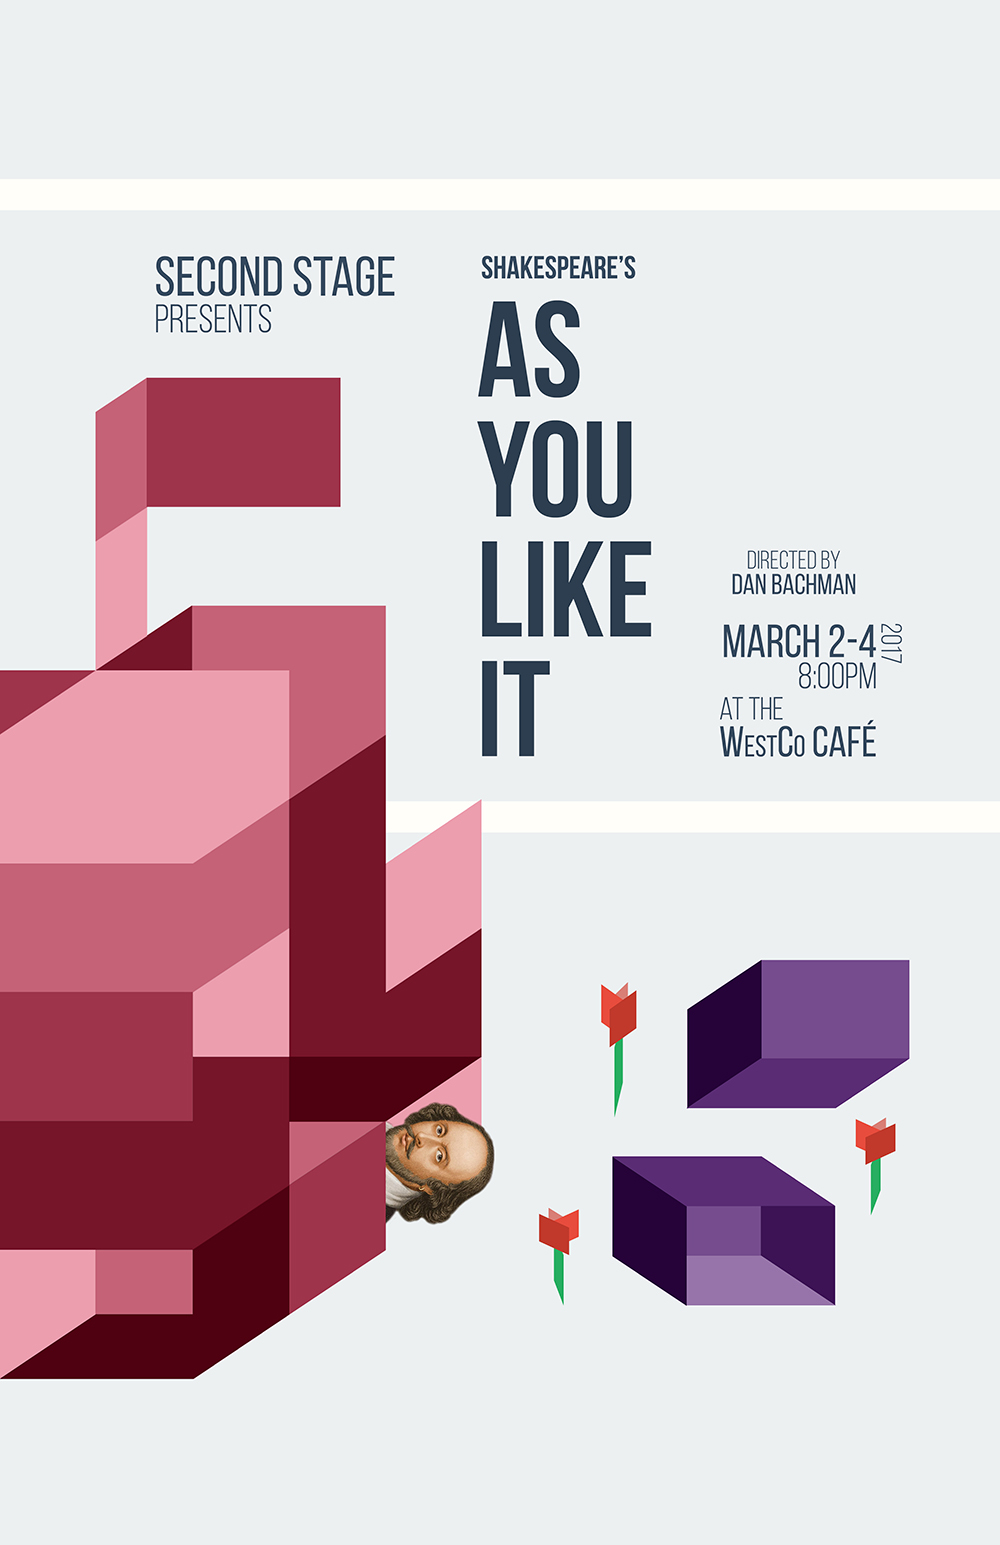 SECOND STAGE
PRESENTS
SHAKESPEARE'S
AS
YOU
LIKE
IT
DIRECTED BY
DAN BACHMAN
MARCH 2-4
2017
8:00PM
AT THE
WESTCO CAFÉ